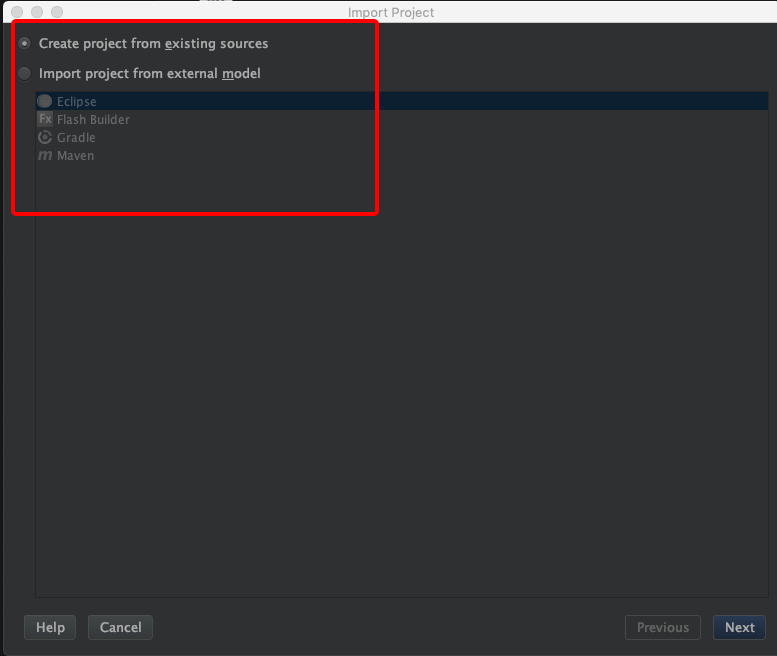 Import Project
Create project from existing sources
Import project from external model
Eclipse
Fx Flash Builder
Gradle
m Maven
Help Cancel Previous Next